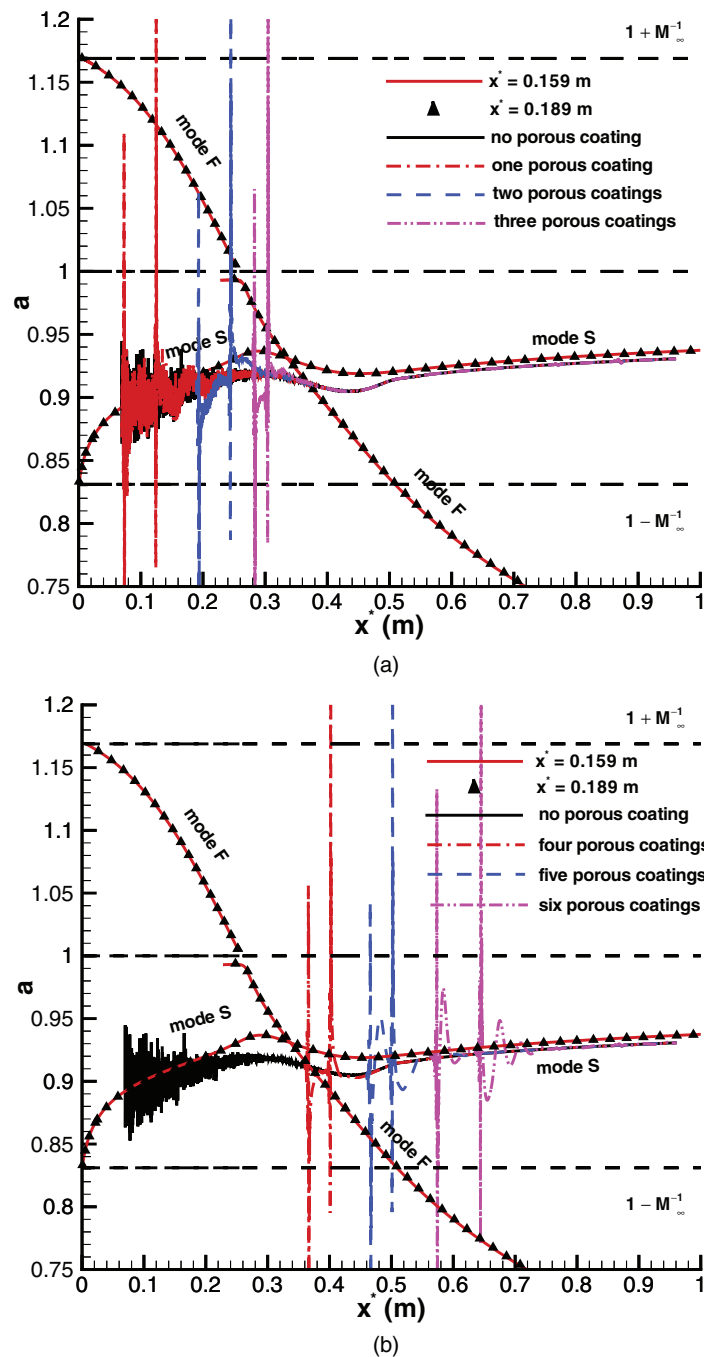 1.2
1 + M∞⁻¹
1.15
x* = 0.159 m
x* = 0.189 m
mode F
no porous coating
1.1
one porous coating
two porous coatings
1.05
three porous coatings
a
1
0.95
mode S
mode S
0.9
0.85
mode F
1 − M∞⁻¹
0.8
0.75
0 0.1 0.2 0.3 0.4 0.5 0.6 0.7 0.8 0.9 1
x* (m)
(a)
1.2
1 + M∞⁻¹
1.15
x* = 0.159 m
x* = 0.189 m
no porous coating
mode F
1.1
four porous coatings
five porous coatings
1.05
six porous coatings
a
1
0.95
mode S
mode S
0.9
0.85
mode F
1 − M∞⁻¹
0.8
0.75
0 0.1 0.2 0.3 0.4 0.5 0.6 0.7 0.8 0.9 1
x* (m)
(b)